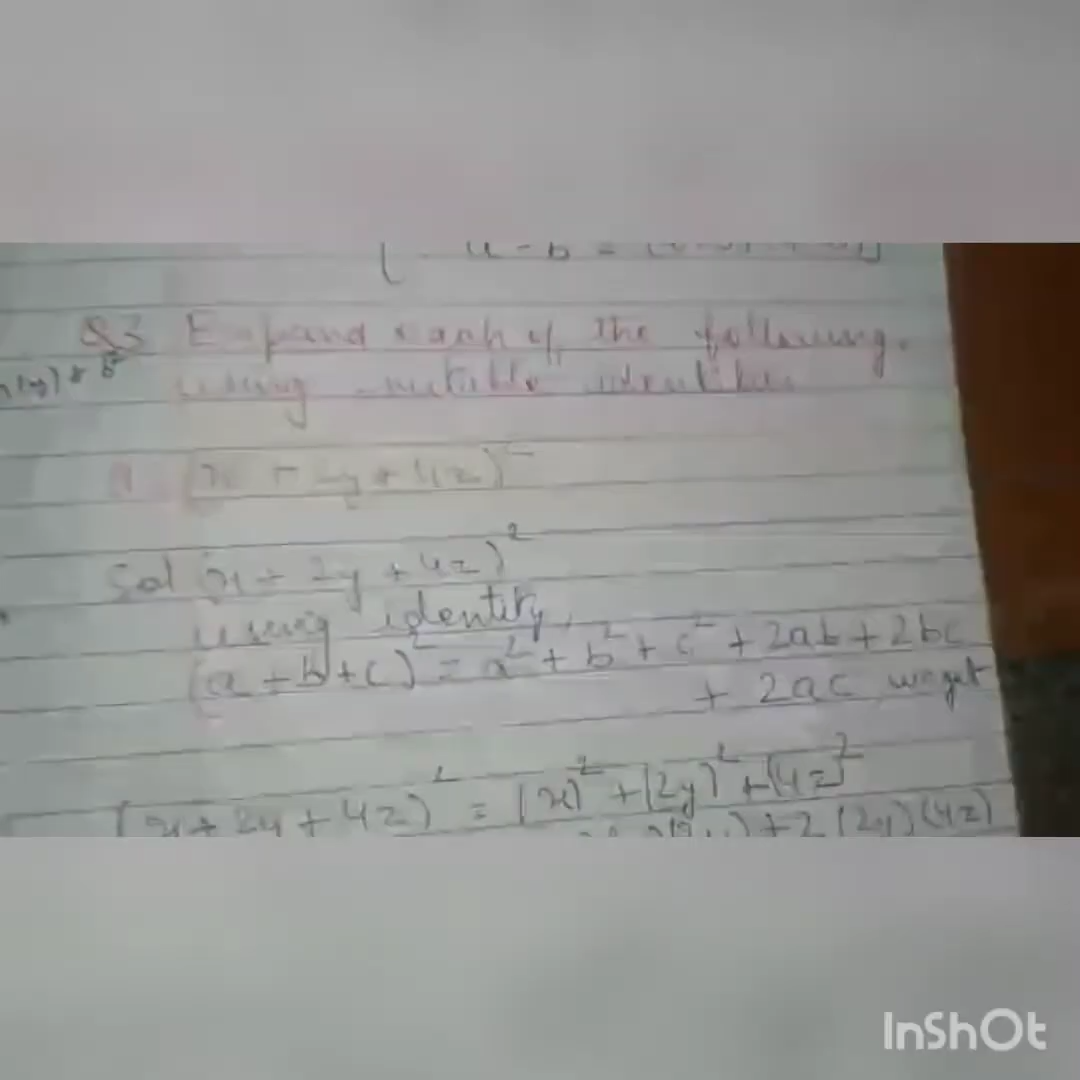 Q3 Expand each of the following.
using suitable identities
(x + 2y + 4z)²
Sol (x + 2y + 4z)²
using identity,
(a + b + c)² = a² + b² + c² + 2ab + 2bc
+ 2ac, we get
(x + 2y + 4z)² = (x)² + (2y)² + (4z)²
+ 2(2y)(4z)
InShOt